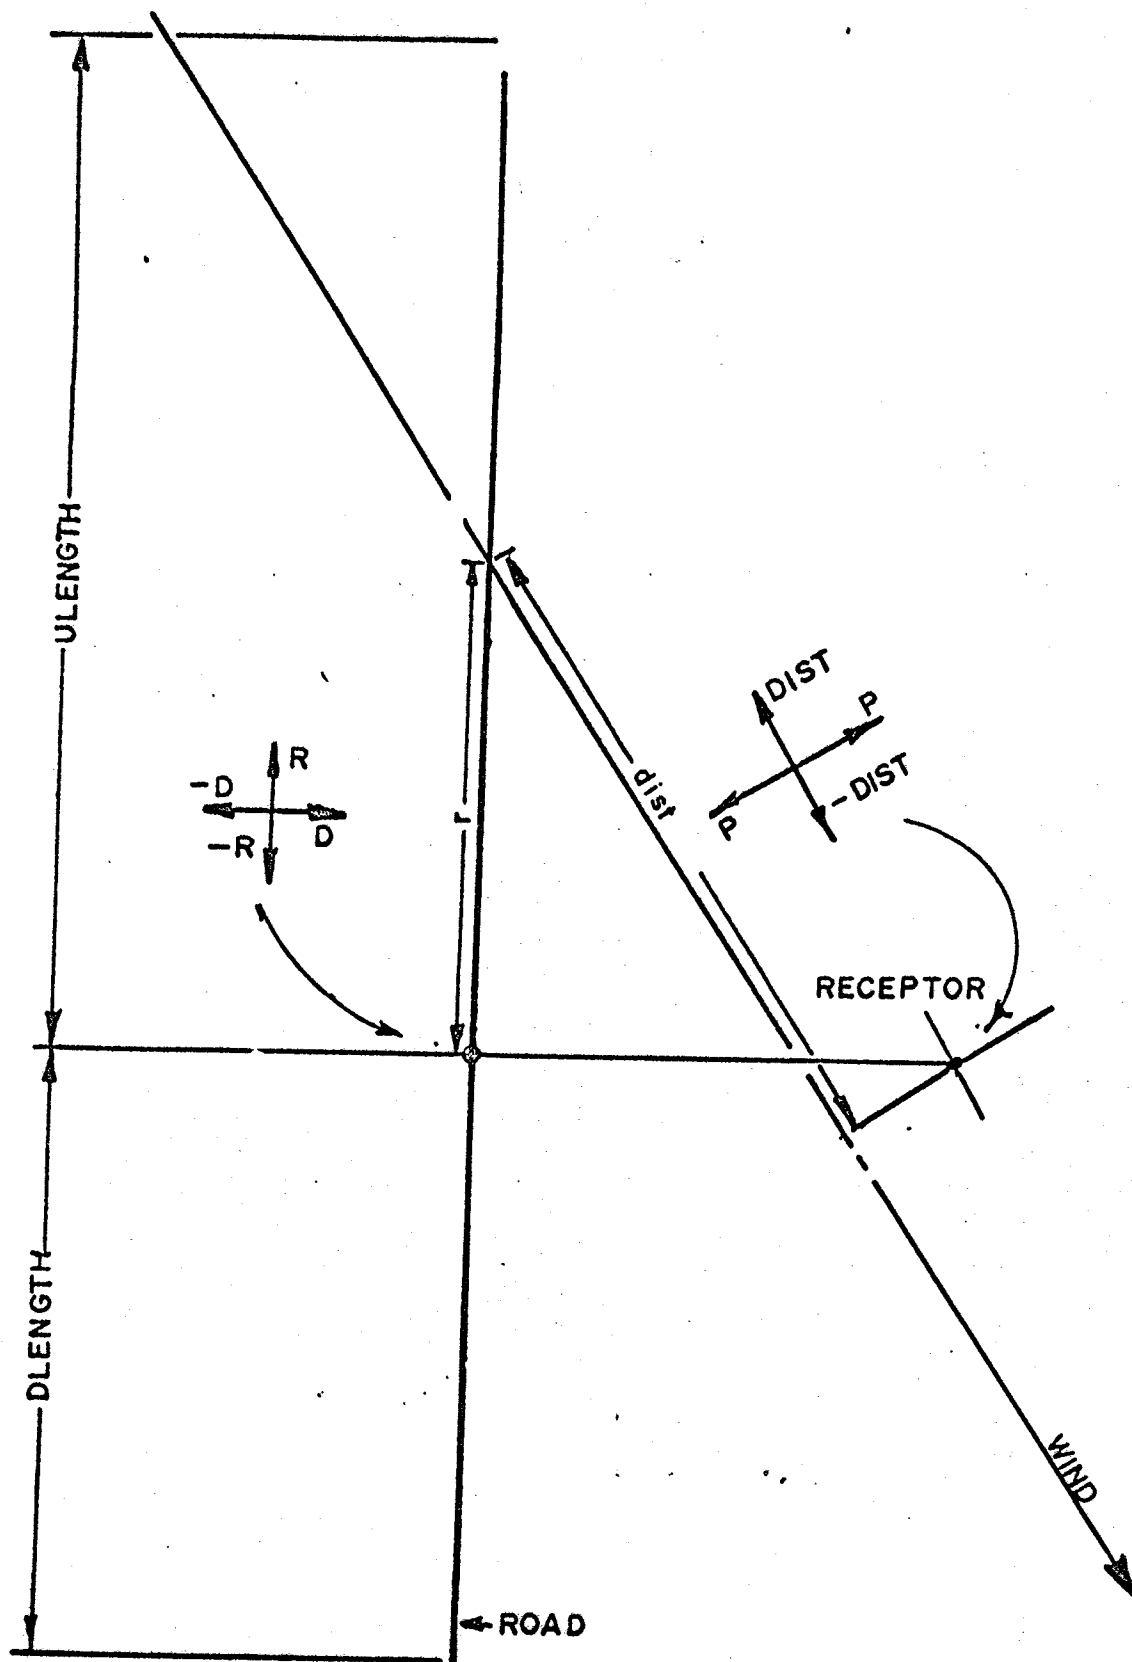 ULENGTH
DIST
P
-D
R
dist
-DIST
r
P
-R
D
RECEPTOR
DLENGTH
WIND
ROAD